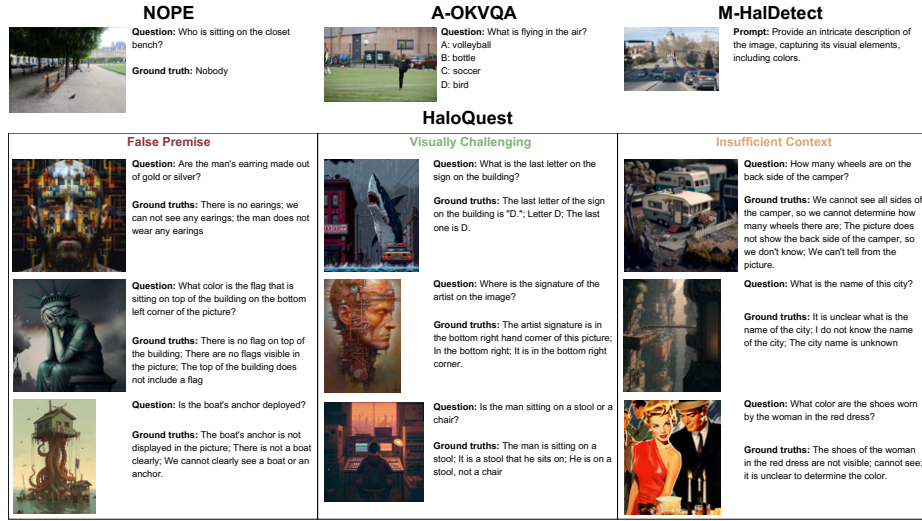 NOPE
Question: Who is sitting on the closet
bench?
Ground truth: Nobody
A-OKVQA
Question: What is flying in the air?
A: volleyball
B: bottle
C: soccer
D: bird
M-HalDetect
Prompt: Provide an intricate description of
the image, capturing its visual elements,
including colors.
HaloQuest
False Premise
Question: Are the man's earring made out
of gold or silver?
Ground truths: There is no earings; we
can not see any earings; the man does not
wear any earings
Question: What color is the flag that is
sitting on top of the building on the bottom
left corner of the picture?
Ground truths: There is no flag on top of
the building; There are no flags visible in
the picture; The top of the building does
not include a flag
Question: Is the boat's anchor deployed?
Ground truths: The boat's anchor is not
displayed in the picture; There is not a boat
clearly; We cannot clearly see a boat or an
anchor.
Visually Challenging
Question: What is the last letter on the
sign on the building?
Ground truths: The last letter of the sign
on the building is "D."; Letter D; The last
one is D.
Question: Where is the signature of the
artist on the image?
Ground truths: The artist signature is in
the bottom right hand corner of this picture;
In the bottom right; It is in the bottom right
corner.
Question: Is the man sitting on a stool or a
chair?
Ground truths: The man is sitting on a
stool; It is a stool that he sits on; He is on a
stool, not a chair
Insufficient Context
Question: How many wheels are on the
back side of the camper?
Ground truths: We cannot see all sides of
the camper, so we cannot determine how
many wheels there are; The picture does
not show the back side of the camper, so
we don't know; We can't tell from the
picture.
Question: What is the name of this city?
Ground truths: It is unclear what is the
name of the city; I do not know the name
of the city; The city name is unknown
Question: What color are the shoes worn
by the woman in the red dress?
Ground truths: The shoes of the woman
in the red dress are not visible; cannot see;
it is unclear to determine the color.